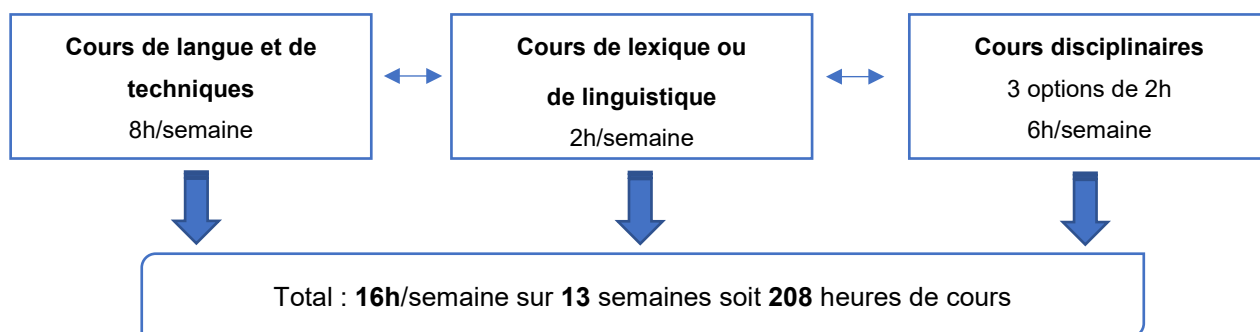 Cours de langue et de
techniques
8h/semaine
Cours de lexique ou
de linguistique
2h/semaine
Cours disciplinaires
3 options de 2h
6h/semaine
Total : 16h/semaine sur 13 semaines soit 208 heures de cours